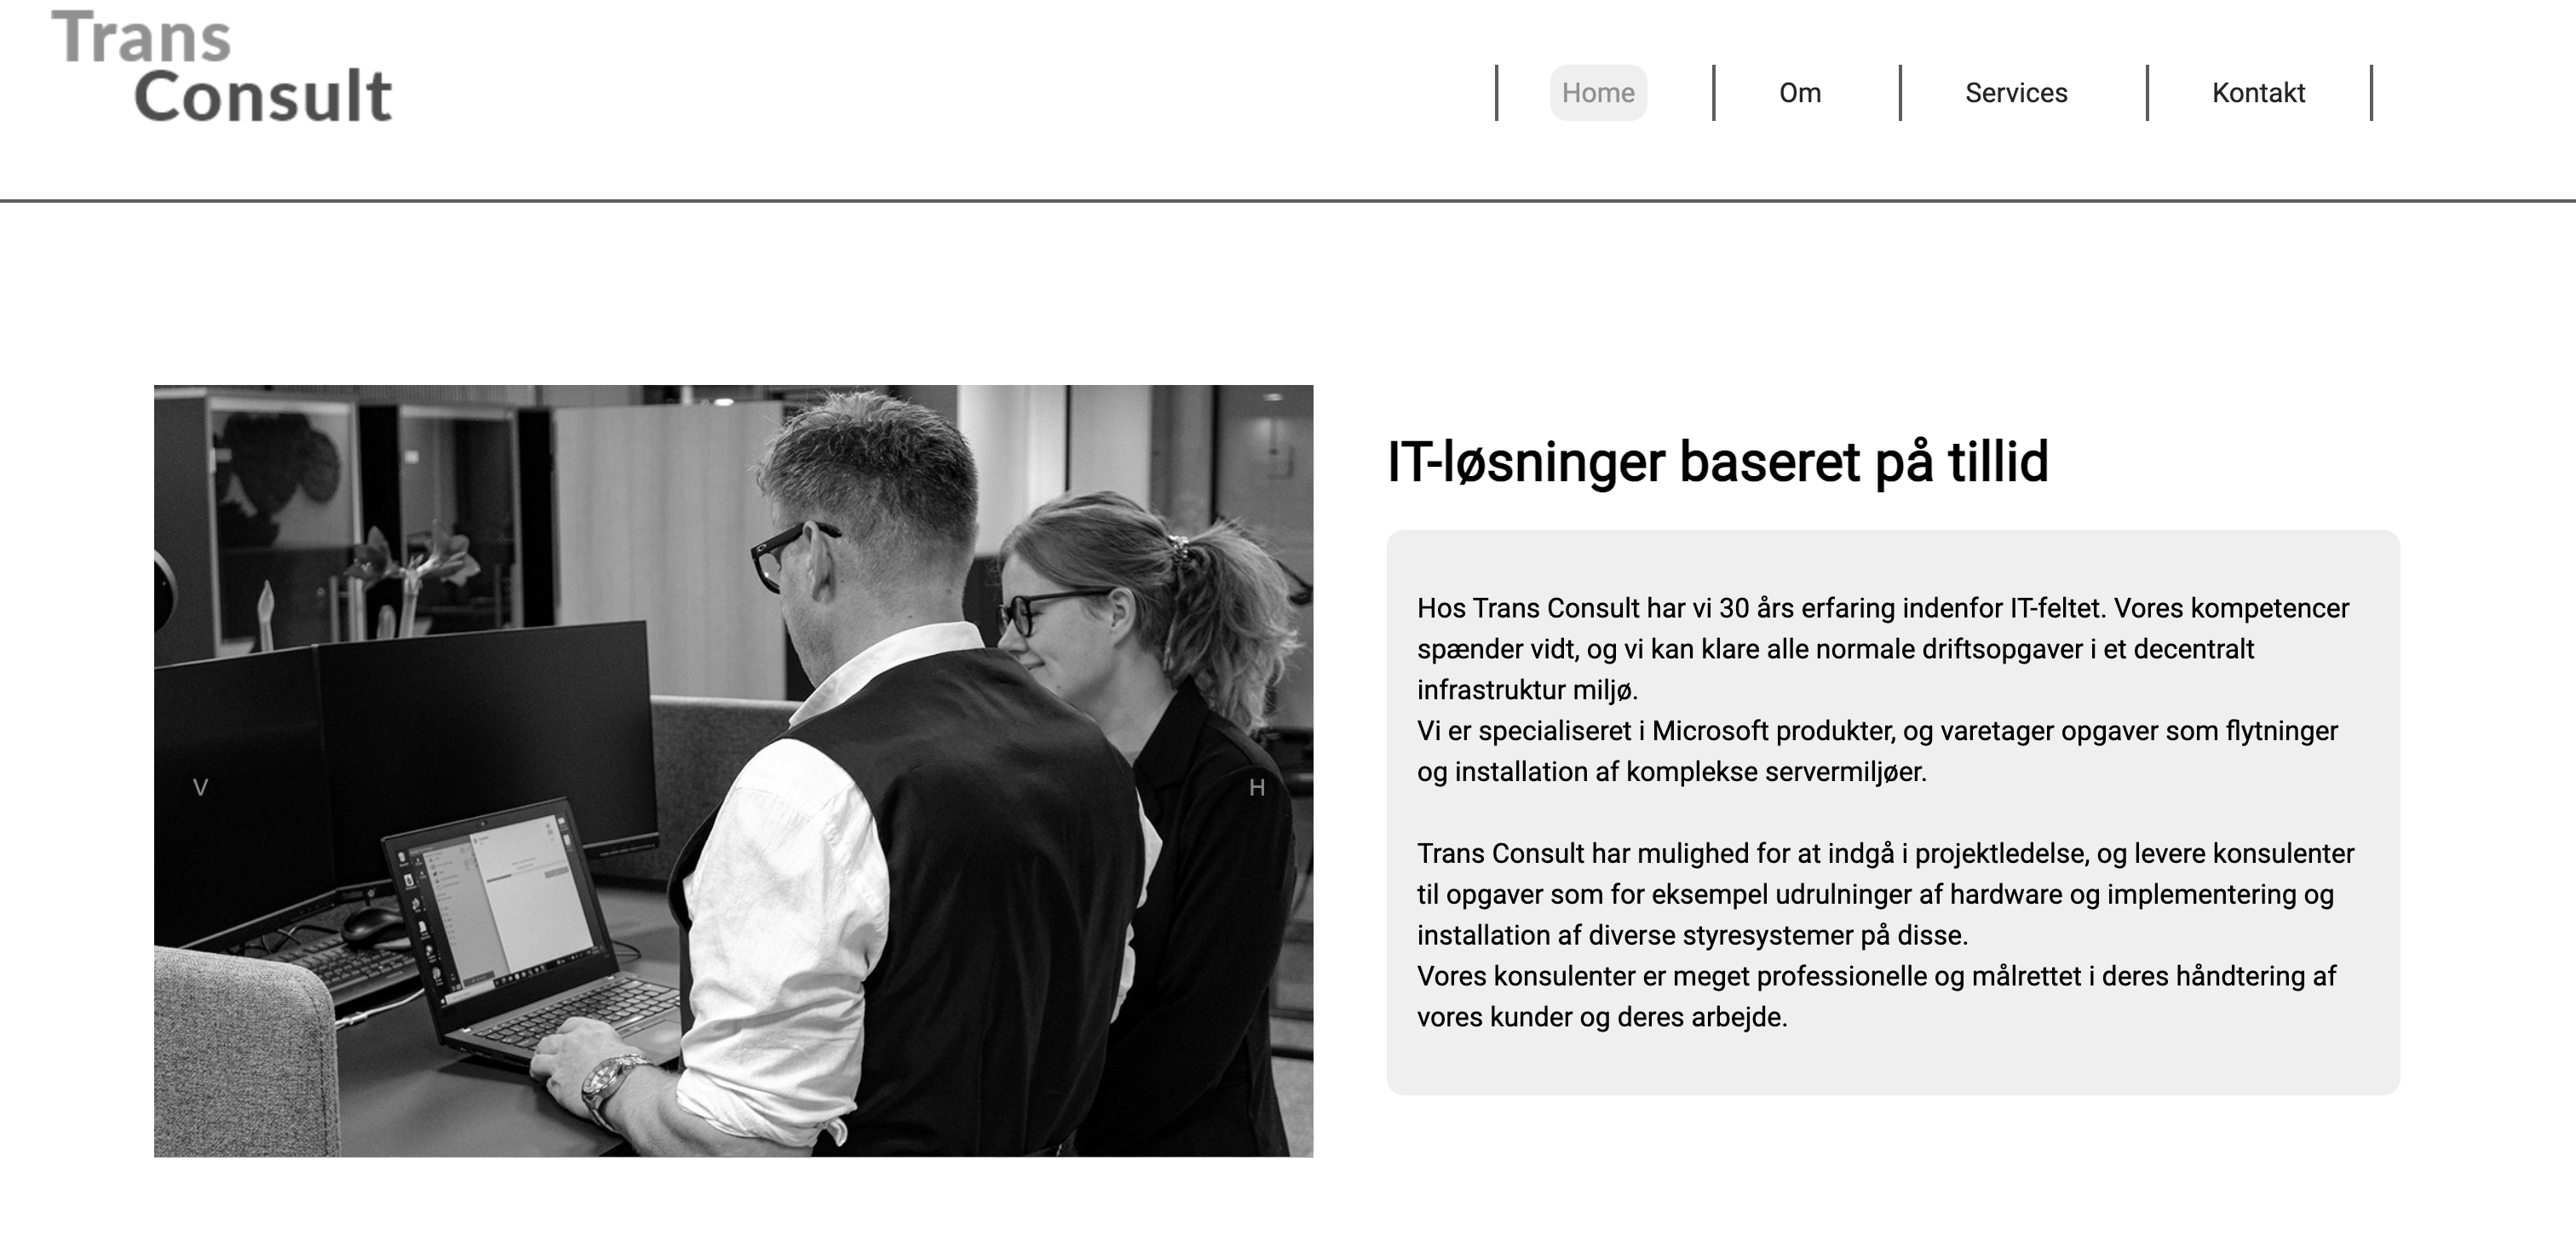 Trans
Consult
Home
Om
Services
Kontakt
IT-løsninger baseret på tillid
Hos Trans Consult har vi 30 års erfaring indenfor IT-feltet. Vores kompetencer
spænder vidt, og vi kan klare alle normale driftsopgaver i et decentralt
infrastruktur miljø.
Vi er specialiseret i Microsoft produkter, og varetager opgaver som flytninger
og installation af komplekse servermiljøer.
Trans Consult har mulighed for at indgå i projektledelse, og levere konsulenter
til opgaver som for eksempel udrulninger af hardware og implementering og
installation af diverse styresystemer på disse.
Vores konsulenter er meget professionelle og målrettet i deres håndtering af
vores kunder og deres arbejde.
V
H